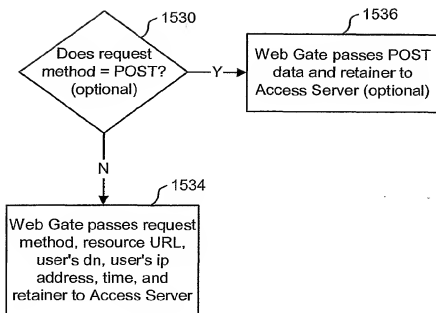 1530
Does request
method = POST?
(optional)
Y
1536
Web Gate passes POST
data and retainer to
Access Server (optional)
N
1534
Web Gate passes request
method, resource URL,
user's dn, user's ip
address, time, and
retainer to Access Server